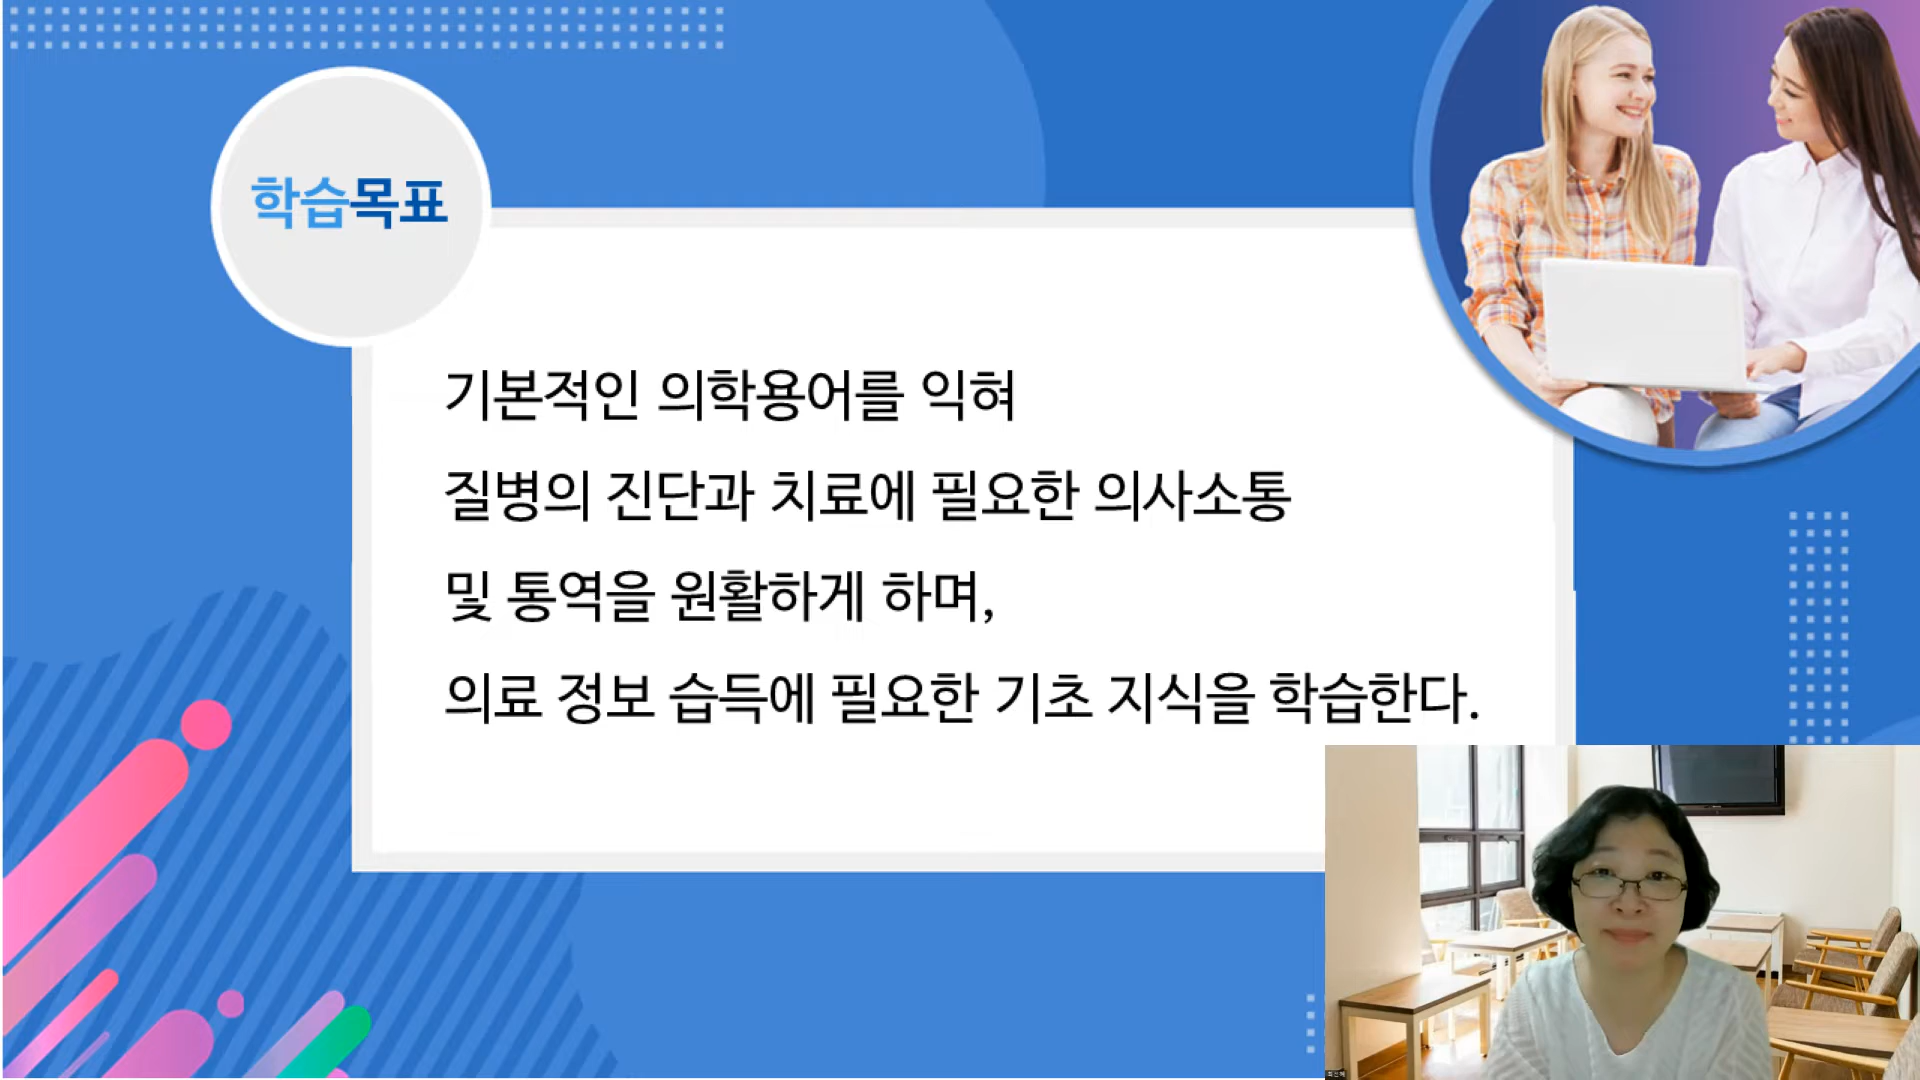 학습목표
기본적인 의학용어를 익혀
질병의 진단과 치료에 필요한 의사소통
및 통역을 원활하게 하며,
의료 정보 습득에 필요한 기초 지식을 학습한다.